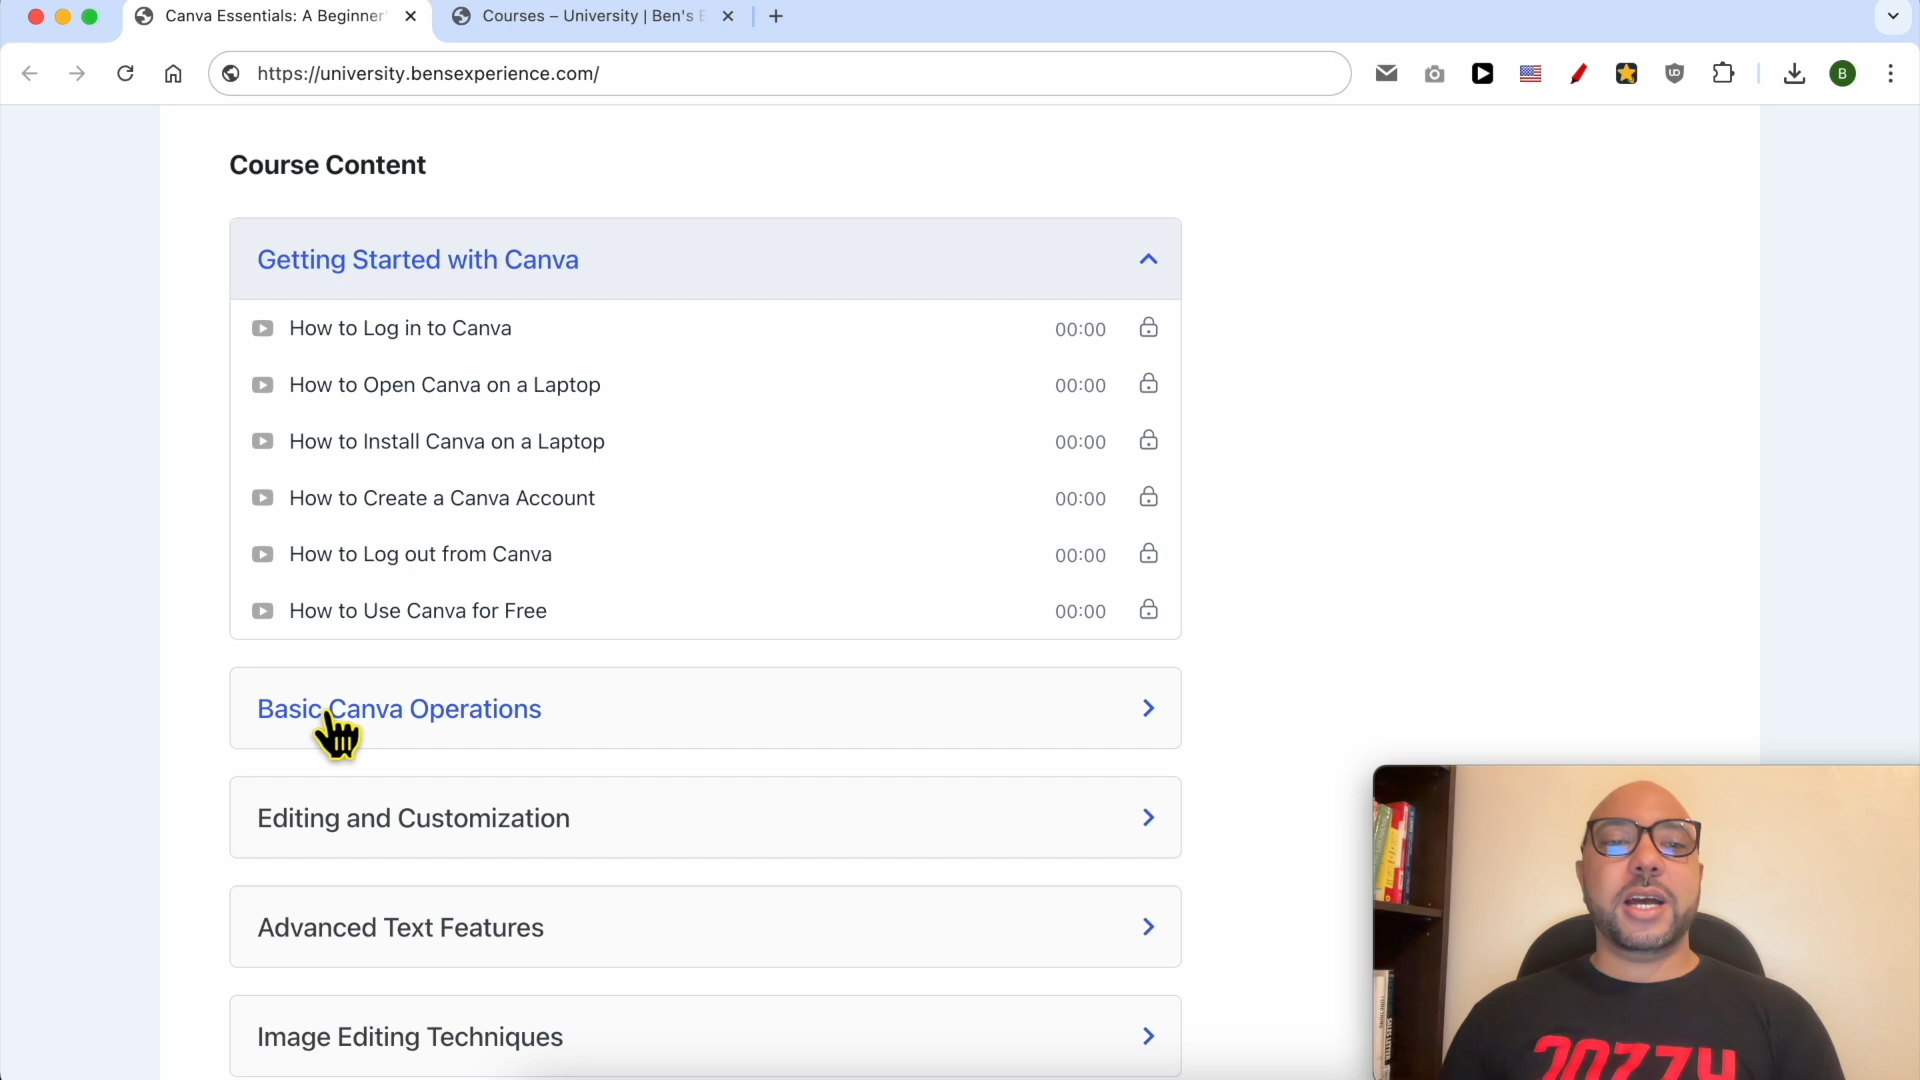 Canva Essentials: A Beginner'
Courses – University | Ben's E
https://university.bensexperience.com/
B
Course Content
Getting Started with Canva
How to Log in to Canva 00:00
How to Open Canva on a Laptop 00:00
How to Install Canva on a Laptop 00:00
How to Create a Canva Account 00:00
How to Log out from Canva 00:00
How to Use Canva for Free 00:00
Basic Canva Operations
Editing and Customization
Advanced Text Features
Image Editing Techniques